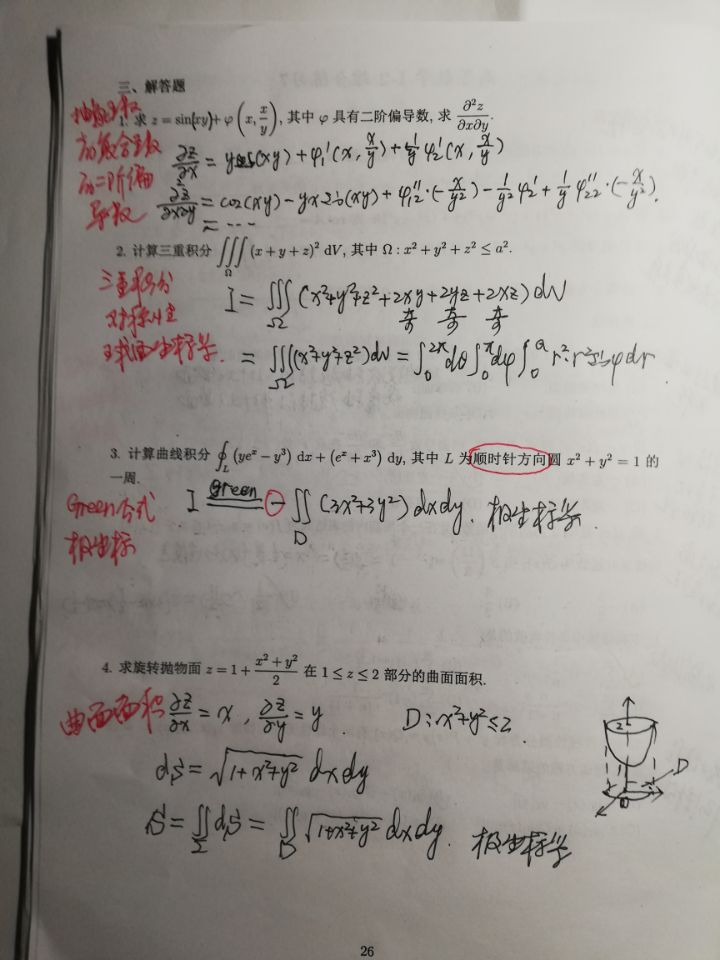 三、解答题
抽象函数
1. 求 z = sin(xy) + φ(x, x/y), 其中 φ 具有二阶偏导数, 求 ∂²z/∂x∂y.
的复合函数 ∂z/∂x = y cos(xy) + φ₁'(x, x/y) + 1/y φ₂'(x, x/y)
的二阶偏导数 ∂²z/∂x∂y = cos(xy) − yx sin(xy) + φ₁₂''·(−x/y²) − 1/y² φ₂' + 1/y φ₂₂''·(−x/y²).
= ...
2. 计算三重积分 ∭_Ω (x + y + z)² dV, 其中 Ω : x² + y² + z² ≤ a².
三重积分 I = ∭_Ω (x²+y²+z²+2xy+2yz+2xz) dV
对称性 奇 奇 奇
球面坐标系. = ∭_Ω (x²+y²+z²) dV = ∫₀^{2π} dθ ∫₀^π dφ ∫₀^a r²·r² sinφ dr
3. 计算曲线积分 ∮_L (yeˣ − y³) dx + (eˣ + x³) dy, 其中 L 为顺时针方向圆 x² + y² = 1 的
一周.
Green公式 I =green= − ∬_D (3x²+3y²) dxdy. 极坐标系.
极坐标
4. 求旋转抛物面 z = 1 + (x² + y²)/2 在 1 ≤ z ≤ 2 部分的曲面面积.
曲面面积 ∂z/∂x = x, ∂z/∂y = y. D: x²+y² ≤ 2.
dS = √(1+x²+y²) dxdy
S = ∬_Σ dS = ∬_D √(1+x²+y²) dxdy. 极坐标系
2
D
0
26